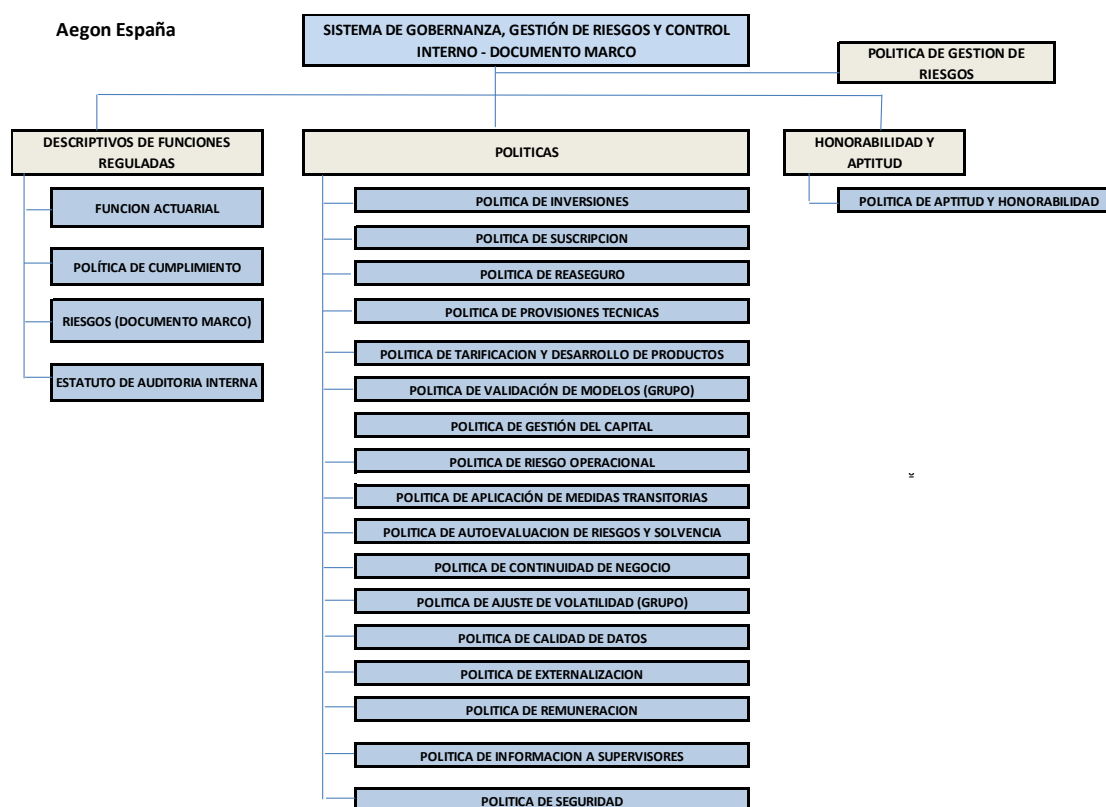 Aegon España
SISTEMA DE GOBERNANZA, GESTIÓN DE RIESGOS Y CONTROL
INTERNO - DOCUMENTO MARCO
POLITICA DE GESTION DE
RIESGOS
DESCRIPTIVOS DE FUNCIONES
REGULADAS
FUNCION ACTUARIAL
POLÍTICA DE CUMPLIMIENTO
RIESGOS (DOCUMENTO MARCO)
ESTATUTO DE AUDITORIA INTERNA
POLITICAS
POLITICA DE INVERSIONES
POLITICA DE SUSCRIPCION
POLITICA DE REASEGURO
POLITICA DE PROVISIONES TECNICAS
POLITICA DE TARIFICACION Y DESARROLLO DE PRODUCTOS
POLITICA DE VALIDACIÓN DE MODELOS (GRUPO)
POLITICA DE GESTIÓN DEL CAPITAL
POLITICA DE RIESGO OPERACIONAL
POLITICA DE APLICACIÓN DE MEDIDAS TRANSITORIAS
POLITICA DE AUTOEVALUACION DE RIESGOS Y SOLVENCIA
POLITICA DE CONTINUIDAD DE NEGOCIO
POLITICA DE AJUSTE DE VOLATILIDAD (GRUPO)
POLITICA DE CALIDAD DE DATOS
POLITICA DE EXTERNALIZACION
POLITICA DE REMUNERACION
POLITICA DE INFORMACION A SUPERVISORES
POLITICA DE SEGURIDAD
HONORABILIDAD Y
APTITUD
POLITICA DE APTITUD Y HONORABILIDAD